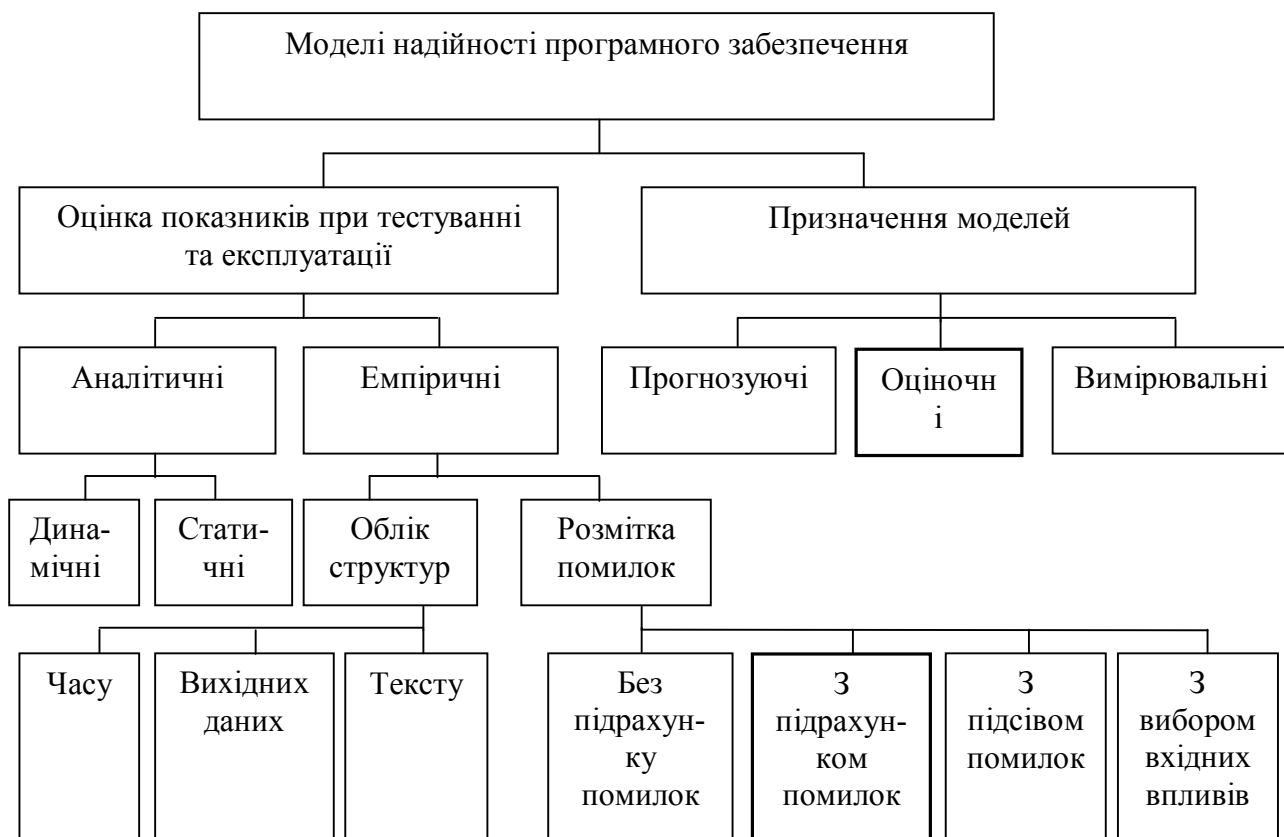 Моделі надійності програмного забезпечення
Оцінка показників при тестуванні
та експлуатації
Призначення моделей
Аналітичні
Емпіричні
Прогнозуючі
Оціночн
і
Вимірювальні
Дина-
мічні
Стати-
чні
Облік
структур
Розмітка
помилок
Часу
Вихідних
даних
Тексту
Без
підрахун-
ку
помилок
З
підрахун-
ком
помилок
З
підсівом
помилок
З
вибором
вхідних
впливів